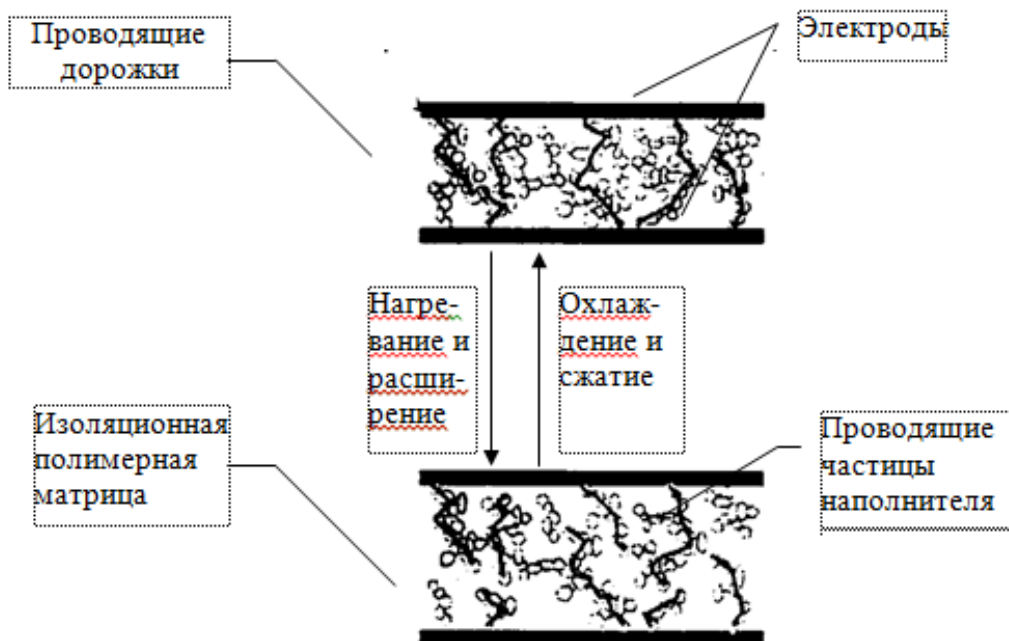 Проводящие
дорожки
Электроды
Нагре-
вание и
расши-
рение
Охлаж-
дение и
сжатие
Изоляционная
полимерная
матрица
Проводящие
частицы
наполнителя